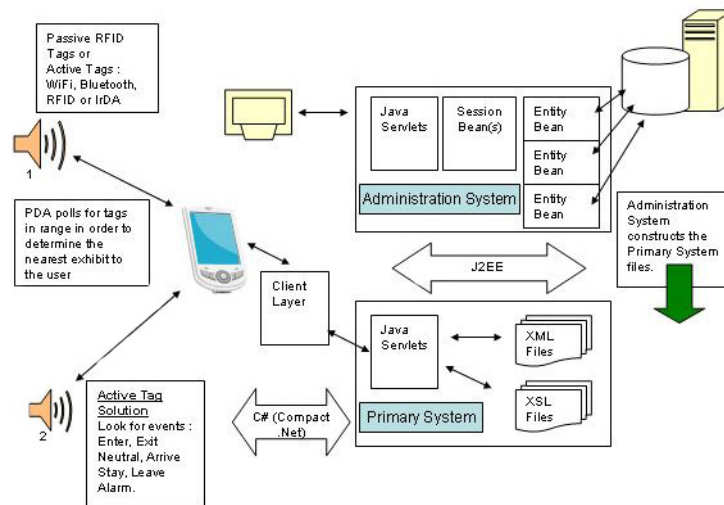 Passive RFID
Tags or
Active Tags :
WiFi, Bluetooth,
RFID or IrDA
1
PDA polls for tags
in range in order to
determine the
nearest exhibit to
the user
2
Active Tag
Solution
Look for events :
Enter, Exit
Neutral, Arrive
Stay, Leave
Alarm.
Client
Layer
C# (Compact
.Net)
Java
Servlets
Session
Bean(s)
Entity
Bean
Entity
Bean
Entity
Bean
Administration System
J2EE
Java
Servlets
XML
Files
XSL
Files
Primary System
Administration
System
constructs the
Primary System
files.